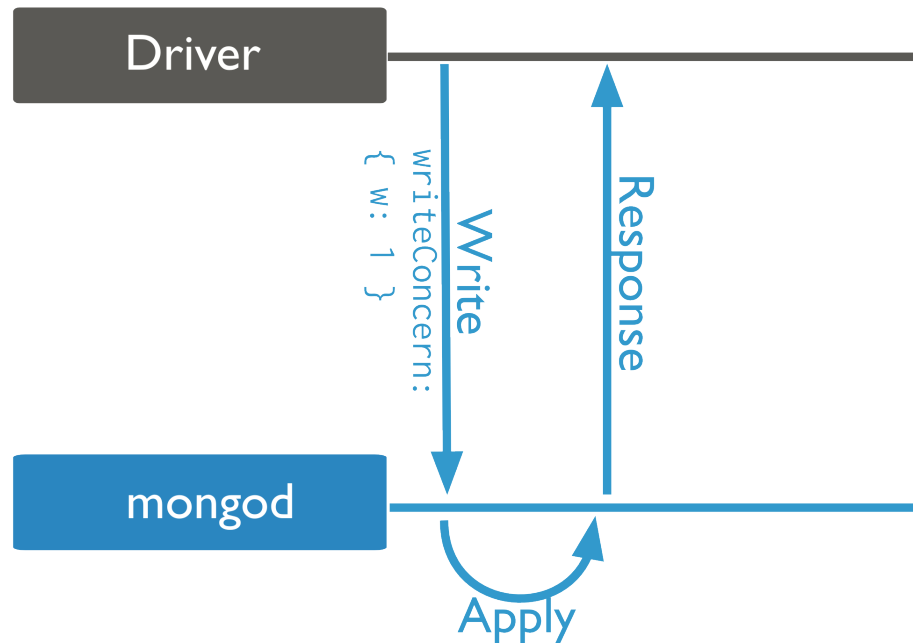 Driver
writeConcern:
{ w: 1 }
Write
Response
mongod
Apply